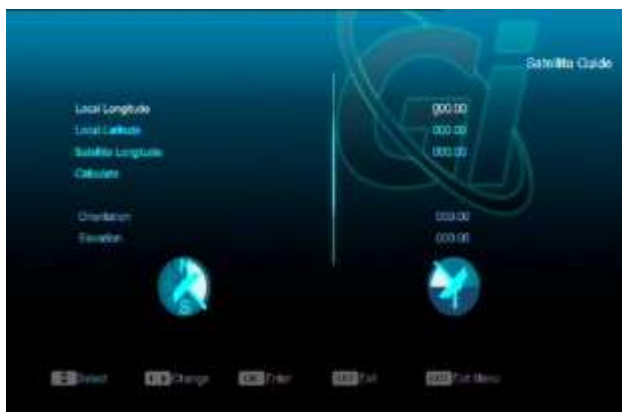 Satellite Guide
Local Longitude 000.00
Local Latitude 000.00
Satellite Longitude 000.00
Calculate
Orientation 000.00
Elevation 000.00
Select Change OK Enter EXIT Exit Exit Menu